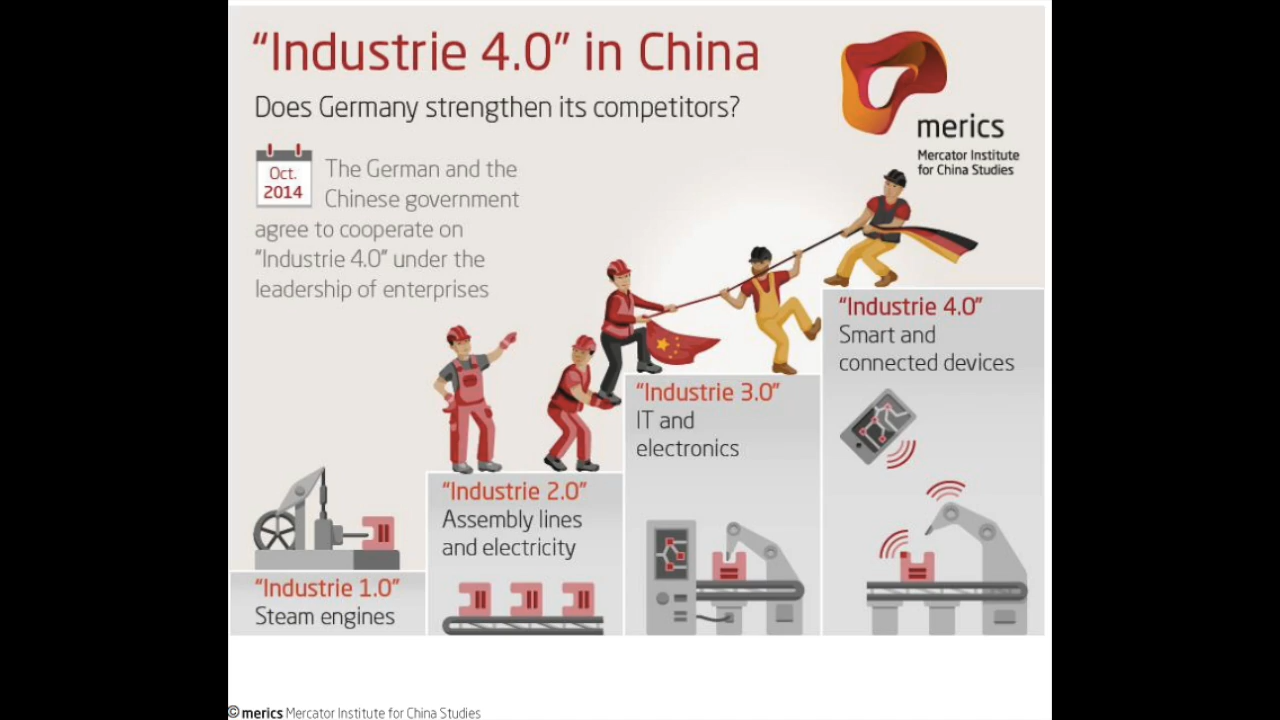 “Industrie 4.0” in China
Does Germany strengthen its competitors?
merics
Mercator Institute
for China Studies
Oct.
2014
The German and the
Chinese government
agree to cooperate on
“Industrie 4.0” under the
leadership of enterprises
“Industrie 4.0”
Smart and
connected devices
“Industrie 3.0”
IT and
electronics
“Industrie 2.0”
Assembly lines
and electricity
“Industrie 1.0”
Steam engines
© merics Mercator Institute for China Studies